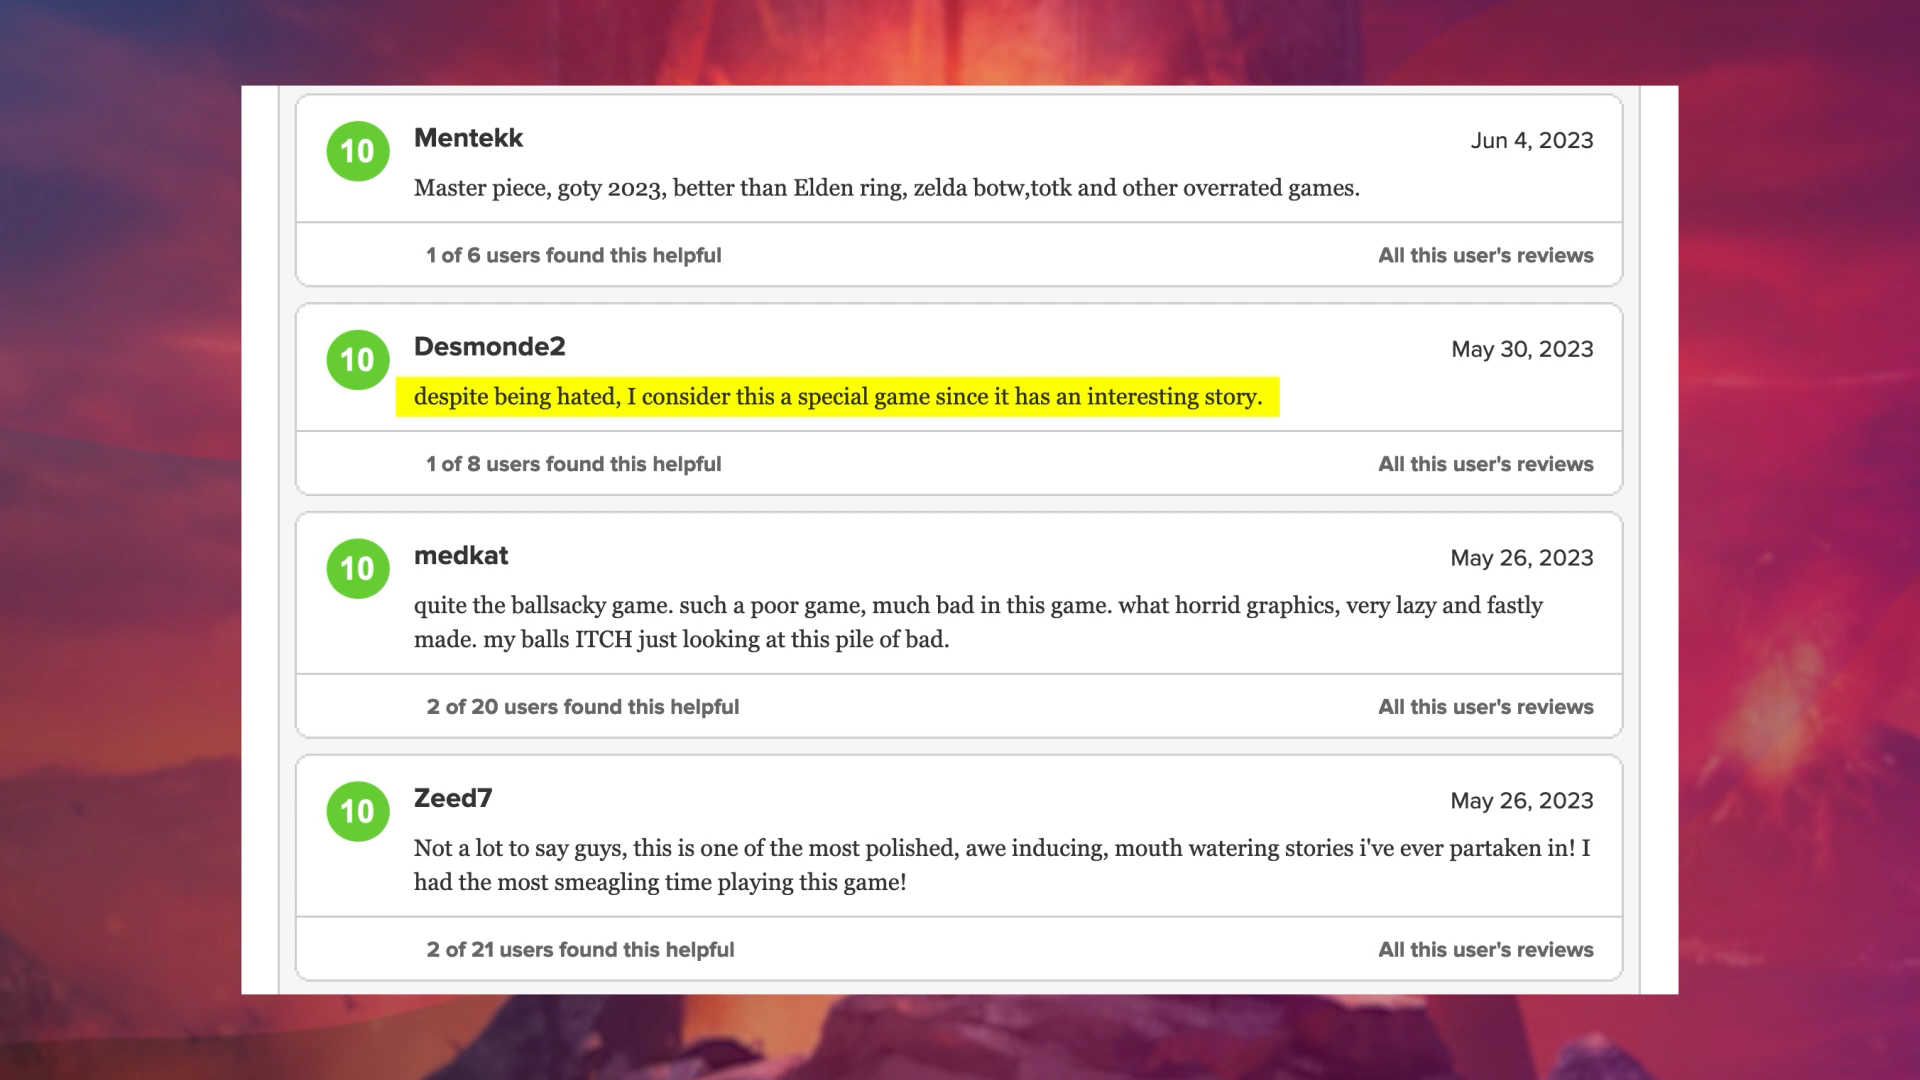 10
Mentekk
Jun 4, 2023
Master piece, goty 2023, better than Elden ring, zelda botw,totk and other overrated games.
1 of 6 users found this helpful
All this user's reviews
10
Desmonde2
May 30, 2023
despite being hated, I consider this a special game since it has an interesting story.
1 of 8 users found this helpful
All this user's reviews
10
medkat
May 26, 2023
quite the ballsacky game. such a poor game, much bad in this game. what horrid graphics, very lazy and fastly
made. my balls ITCH just looking at this pile of bad.
2 of 20 users found this helpful
All this user's reviews
10
Zeed7
May 26, 2023
Not a lot to say guys, this is one of the most polished, awe inducing, mouth watering stories i've ever partaken in! I
had the most smeagling time playing this game!
2 of 21 users found this helpful
All this user's reviews